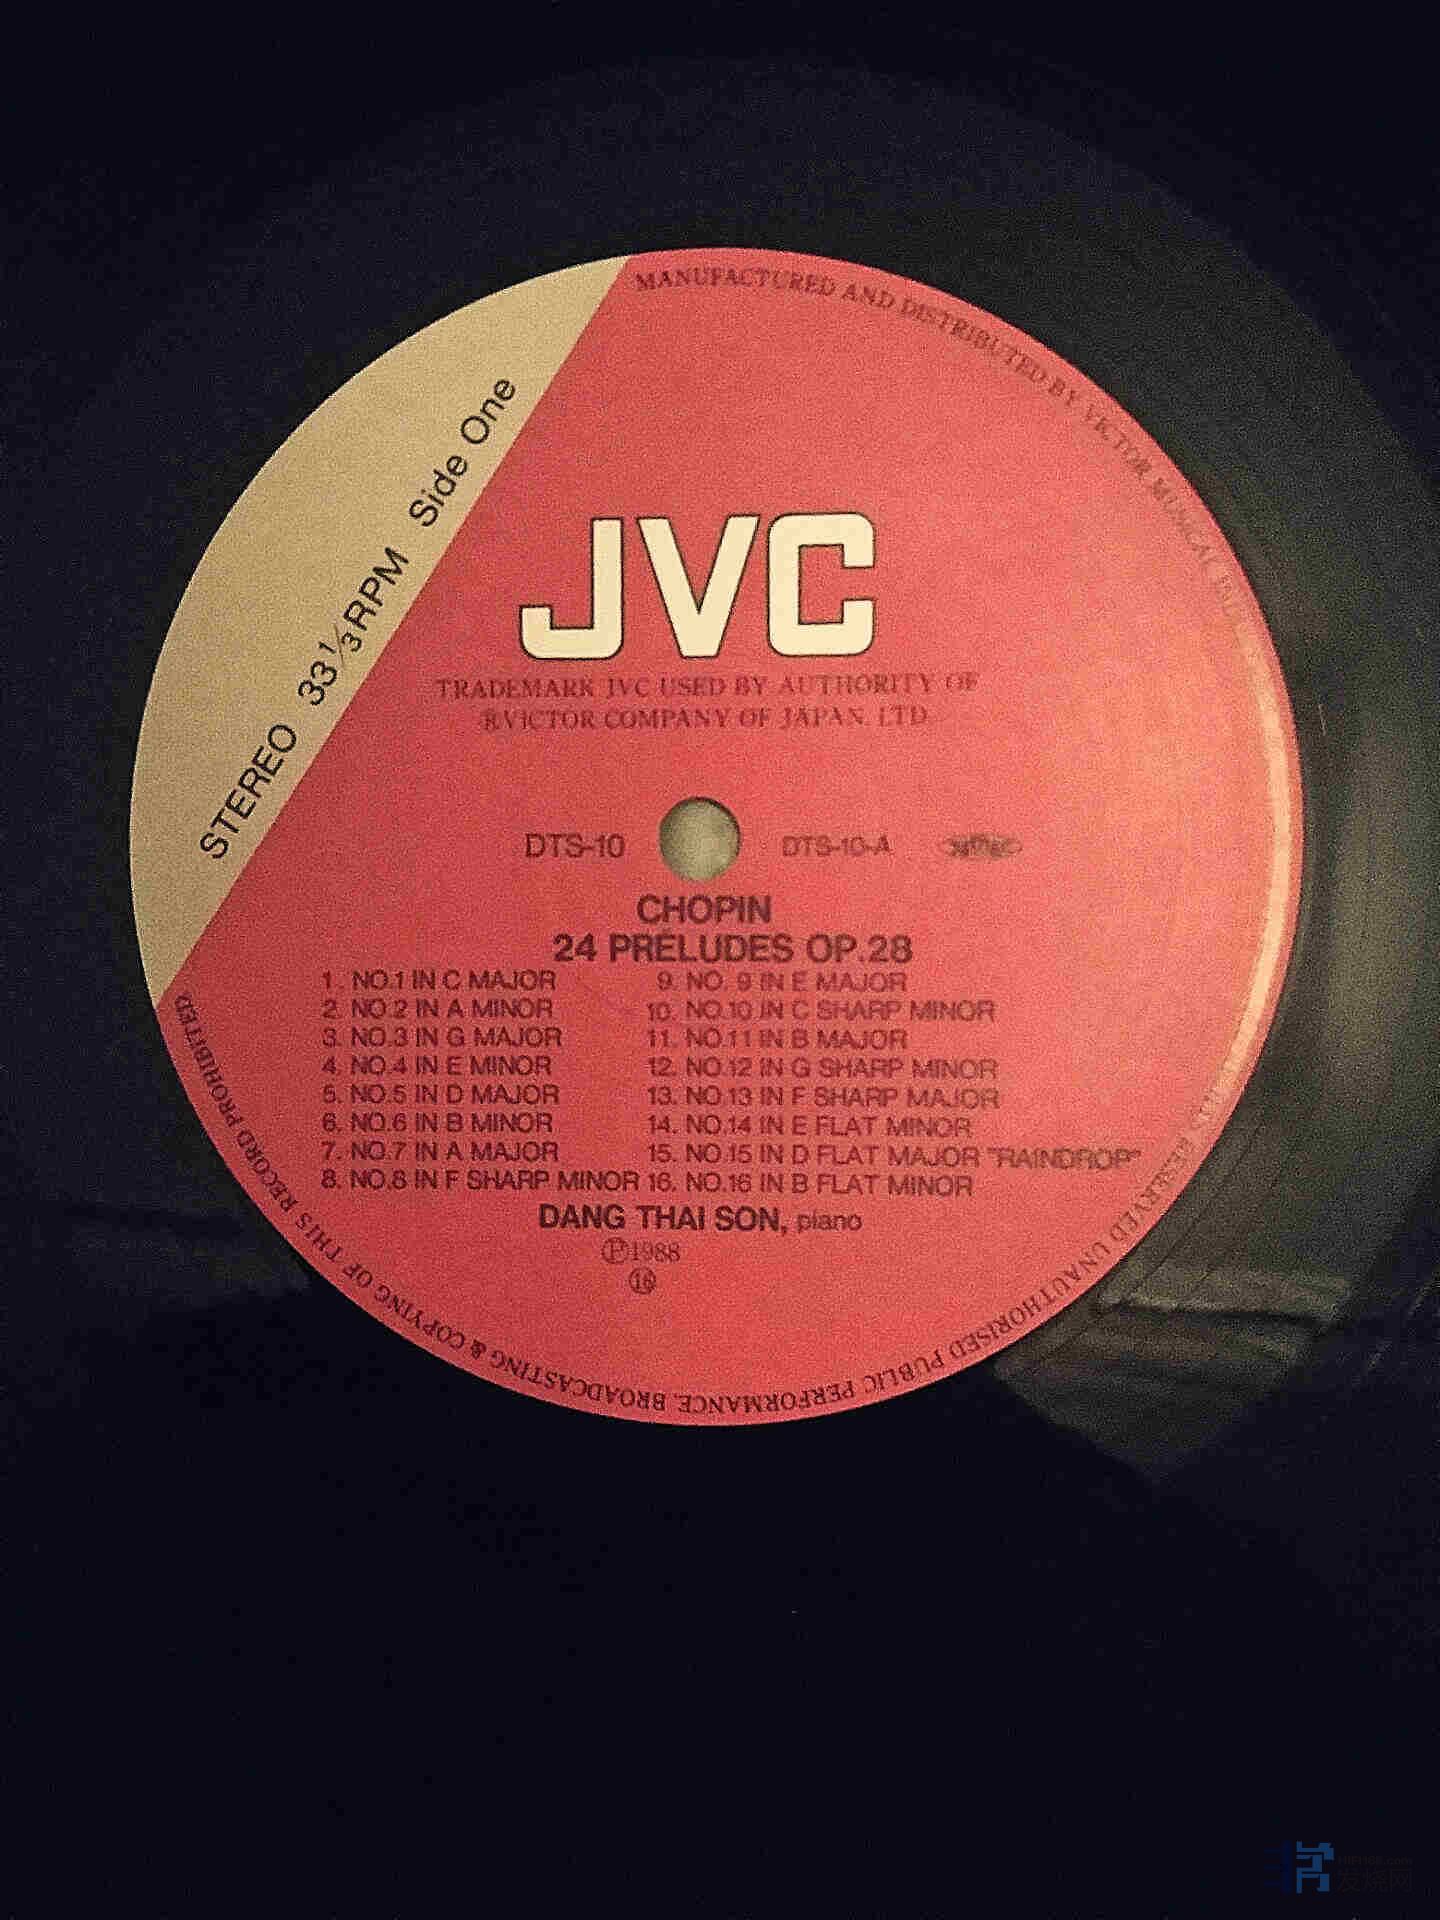 MANUFACTURED AND DISTRIBUTED BY VICTOR MUSICAL
STEREO 33⅓RPM Side One
JVC
TRADEMARK JVC USED BY AUTHORITY OF
VICTOR COMPANY OF JAPAN, LTD
DTS-10 DTS-10-A
CHOPIN
24 PRELUDES OP.28
1. NO.1 IN C MAJOR
2. NO.2 IN A MINOR
3. NO.3 IN G MAJOR
4. NO.4 IN E MINOR
5. NO.5 IN D MAJOR
6. NO.6 IN B MINOR
7. NO.7 IN A MAJOR
8. NO.8 IN F SHARP MINOR
9. NO. 9 IN E MAJOR
10. NO.10 IN C SHARP MINOR
11. NO.11 IN B MAJOR
12. NO.12 IN G SHARP MINOR
13. NO.13 IN F SHARP MAJOR
14. NO.14 IN E FLAT MINOR
15. NO.15 IN D FLAT MAJOR "RAINDROP"
16. NO.16 IN B FLAT MINOR
DANG THAI SON, piano
Ⓟ1988
RESERVED UNAUTHORISED PUBLIC PERFORMANCE, BROADCASTING & COPYING OF THIS RECORD PROHIBITED
发烧网